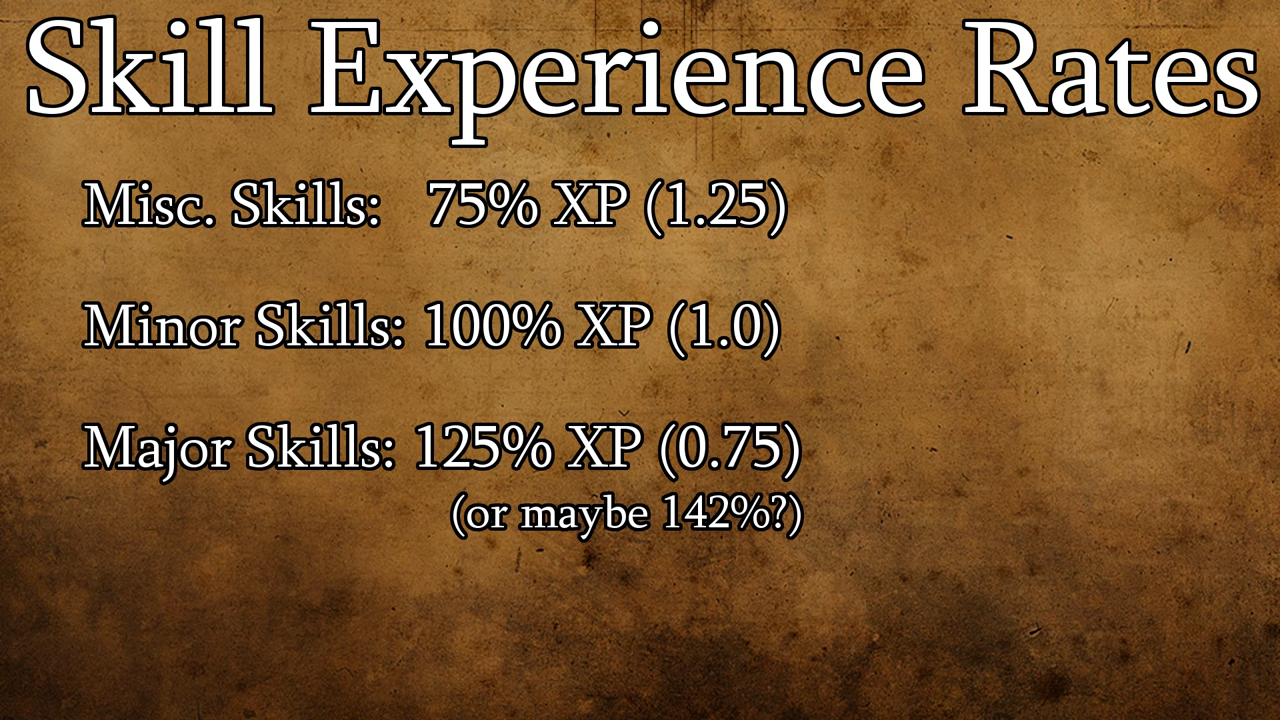 Skill Experience Rates
Misc. Skills: 75% XP (1.25)
Minor Skills: 100% XP (1.0)
Major Skills: 125% XP (0.75)
(or maybe 142%?)